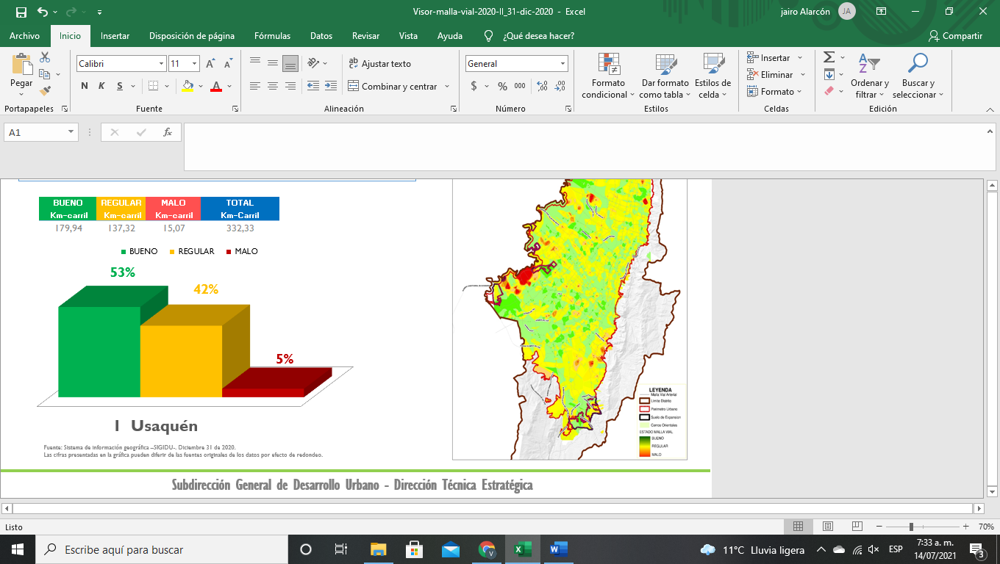 Visor-malla-vial-2020-II_31-dic-2020 - Excel
jairo Alarcón
JA
Archivo Inicio Insertar Disposición de página Fórmulas Datos Revisar Vista Ayuda ¿Qué desea hacer? Compartir
Pegar
Calibri 11
N K S
Ajustar texto
Combinar y centrar
General
$ % 000
Formato condicional
Dar formato como tabla
Estilos de celda
Insertar
Eliminar
Formato
Ordenar y filtrar
Buscar y seleccionar
Portapapeles Fuente Alineación Número Estilos Celdas Edición
A1
fx
BUENO REGULAR MALO TOTAL
Km-carril Km-carril Km-carril Km-Carril
179,94 137,32 15,07 332,33
BUENO REGULAR MALO
53%
42%
5%
1 Usaquén
Fuente: Sistema de información geográfica –SIGIDU-. Diciembre 31 de 2020.
Las cifras presentadas en la gráfica pueden diferir de las fuentes originales de los datos por efecto de redondeo.
LEYENDA
Malla Vial Arterial
Limite Distrito
Perimetro Urbano
Suelo de Expansion
Cerros Orientales
ESTADO MALLA VIAL
BUENO
REGULAR
MALO
Subdirección General de Desarrollo Urbano - Dirección Técnica Estratégica
Listo
70%
Escribe aquí para buscar
11°C Lluvia ligera
ESP
7:33 a. m.
14/07/2021
3